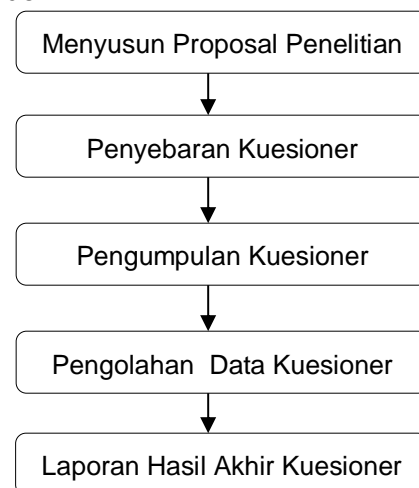 Menyusun Proposal Penelitian
Penyebaran Kuesioner
Pengumpulan Kuesioner
Pengolahan  Data Kuesioner
Laporan Hasil Akhir Kuesioner